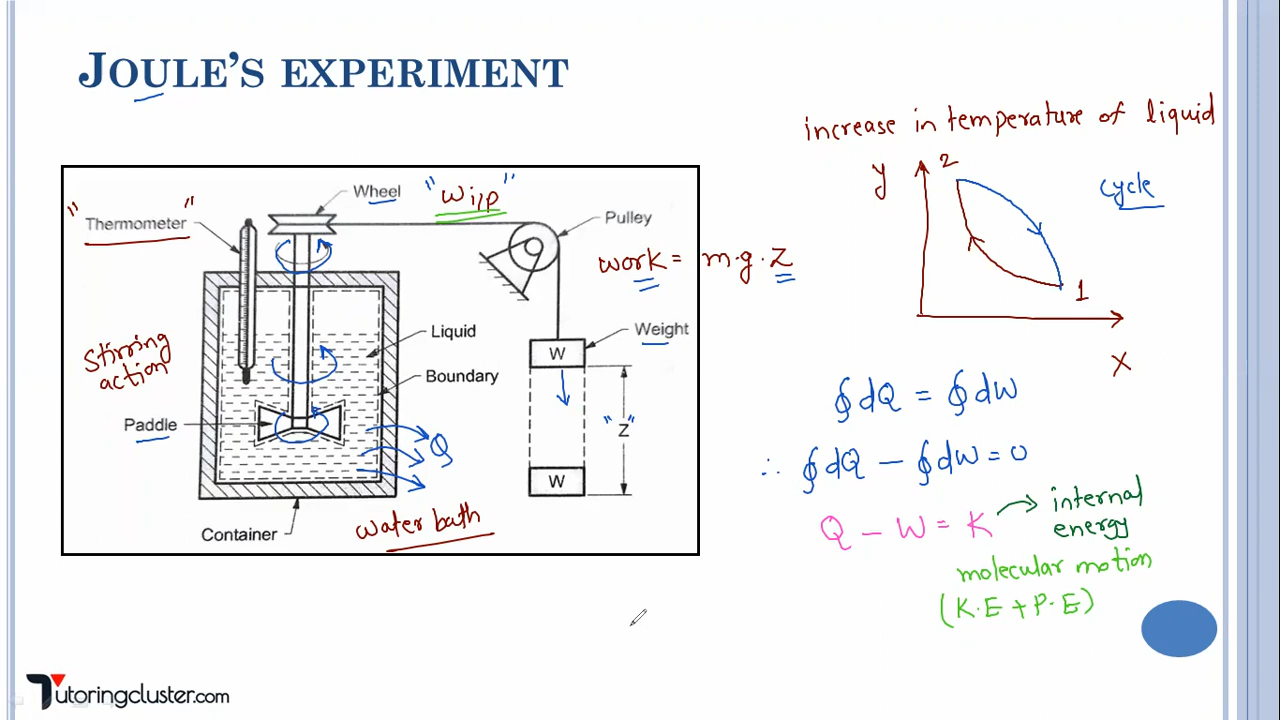 JOULE'S EXPERIMENT
increase in temperature of liquid
y
2
cycle
1
X
"Thermometer"
Wheel
"Wi/p"
Pulley
work = m.g.Z
Stirring
action
Liquid
Boundary
Weight
W
Paddle
Q
"Z"
W
Container
water bath
∮dQ = ∮dW
∴ ∮dQ - ∮dW = 0
Q - W = K → internal
energy
molecular motion
(K.E + P.E)
Tutoringcluster.com